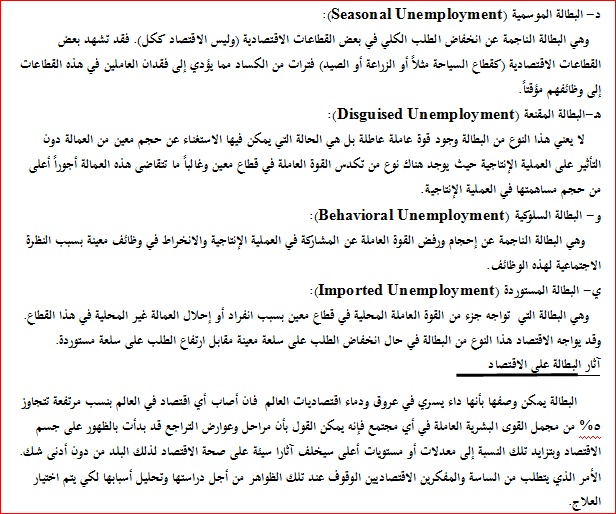 د- البطالة الموسمية (Seasonal Unemployment):
وهي البطالة الناجمة عن انخفاض الطلب الكلي في بعض القطاعات الاقتصادية (وليس الاقتصاد ككل). فقد تشهد بعض
القطاعات الاقتصادية (كقطاع السياحة مثلاً أو الزراعة أو الصيد) فترات من الكساد مما يؤدي إلى فقدان العاملين في هذه القطاعات
إلى وظائفهم مؤقتاً.
هـ-البطالة المقنعة (Disguised Unemployment):
لا يعني هذا النوع من البطالة وجود قوة عاملة عاطلة بل هي الحالة التي يمكن فيها الاستغناء عن حجم معين من العمالة دون
التأثير على العملية الإنتاجية حيث يوجد هناك نوع من تكدس القوة العاملة في قطاع معين وغالباً ما تتقاضى هذه العمالة أجوراً أعلى
من حجم مساهمتها في العملية الإنتاجية.
و- البطالة السلوكية (Behavioral Unemployment):
وهي البطالة الناجمة عن إحجام ورفض القوة العاملة عن المشاركة في العملية الإنتاجية والانخراط في وظائف معينة بسبب النظرة
الاجتماعية لهذه الوظائف.
ي- البطالة المستوردة (Imported Unemployment):
وهي البطالة التي تواجه جزء من القوة العاملة المحلية في قطاع معين بسبب انفراد أو إحلال العمالة غير المحلية في هذا القطاع.
وقد يواجه الاقتصاد هذا النوع من البطالة في حال انخفاض الطلب على سلعة معينة مقابل ارتفاع الطلب على سلعة مستوردة.
آثار البطالة على الاقتصاد
البطالة يمكن وصفها بأنها داء يسري في عروق ودماء اقتصاديات العالم فان أصاب أي اقتصاد في العالم بنسب مرتفعة تتجاوز
٥% من مجمل القوى البشرية العاملة في أي مجتمع فإنه يمكن القول بأن مراحل وعوارض التراجع قد بدأت بالظهور على جسم
الاقتصاد وبتزايد تلك النسبة إلى معدلات أو مستويات أعلى سيخلف آثارا سيئة على صحة الاقتصاد لذلك البلد من دون أدنى شك.
الأمر الذي يتطلب من الساسة والمفكرين الاقتصاديين الوقوف عند تلك الظواهر من أجل دراستها وتحليل أسبابها لكي يتم اختيار
العلاج.